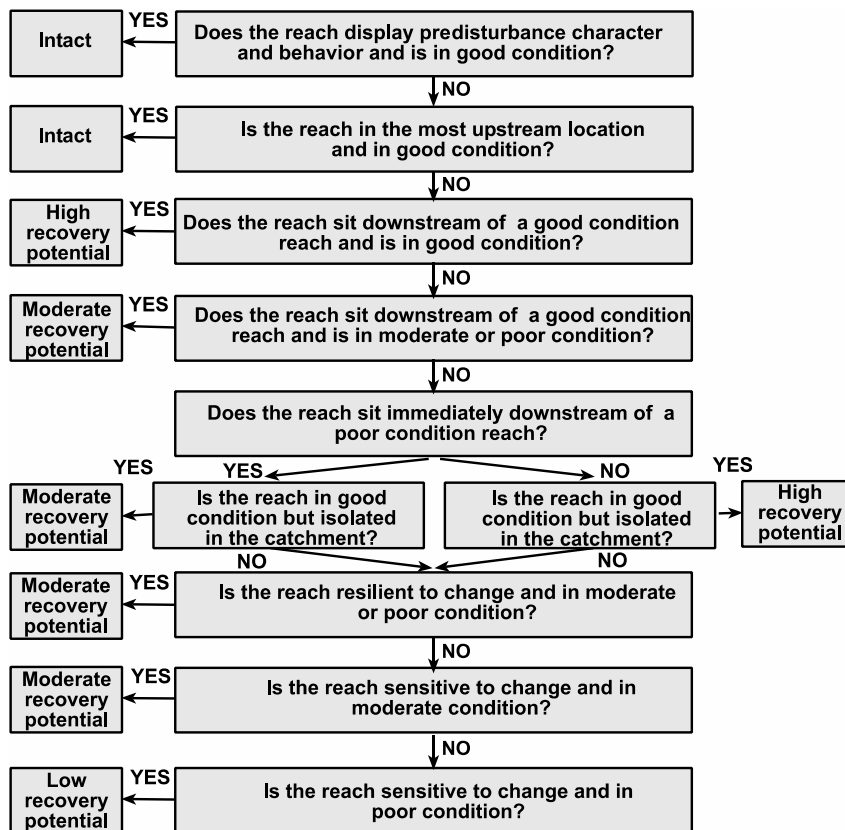 Intact
YES
Does the reach display predisturbance character
and behavior and is in good condition?
NO
Intact
YES
Is the reach in the most upstream location
and in good condition?
NO
High
recovery
potential
YES
Does the reach sit downstream of a good condition
reach and is in good condition?
NO
Moderate
recovery
potential
YES
Does the reach sit downstream of a good condition
reach and is in moderate or poor condition?
NO
Does the reach sit immediately downstream of a
poor condition reach?
YES
NO
YES
Moderate
recovery
potential
Is the reach in good
condition but isolated
in the catchment?
Is the reach in good
condition but isolated
in the catchment?
YES
High
recovery
potential
NO
NO
Moderate
recovery
potential
YES
Is the reach resilient to change and in moderate
or poor condition?
NO
Moderate
recovery
potential
YES
Is the reach sensitive to change and in
moderate condition?
NO
Low
recovery
potential
YES
Is the reach sensitive to change and in
poor condition?